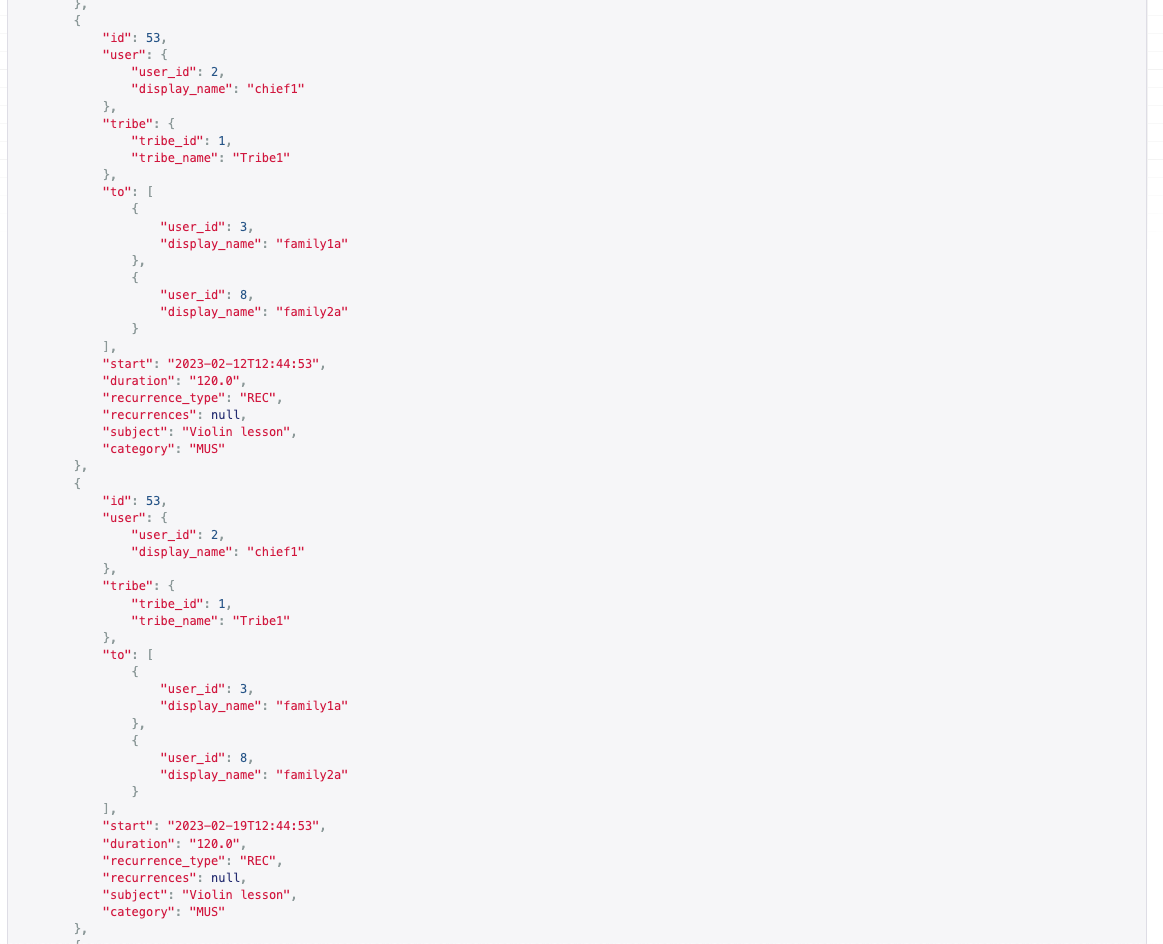 },
{
"id": 53,
"user": {
"user_id": 2,
"display_name": "chief1"
},
"tribe": {
"tribe_id": 1,
"tribe_name": "Tribe1"
},
"to": [
{
"user_id": 3,
"display_name": "family1a"
},
{
"user_id": 8,
"display_name": "family2a"
}
],
"start": "2023-02-12T12:44:53",
"duration": "120.0",
"recurrence_type": "REC",
"recurrences": null,
"subject": "Violin lesson",
"category": "MUS"
},
{
"id": 53,
"user": {
"user_id": 2,
"display_name": "chief1"
},
"tribe": {
"tribe_id": 1,
"tribe_name": "Tribe1"
},
"to": [
{
"user_id": 3,
"display_name": "family1a"
},
{
"user_id": 8,
"display_name": "family2a"
}
],
"start": "2023-02-19T12:44:53",
"duration": "120.0",
"recurrence_type": "REC",
"recurrences": null,
"subject": "Violin lesson",
"category": "MUS"
},
{